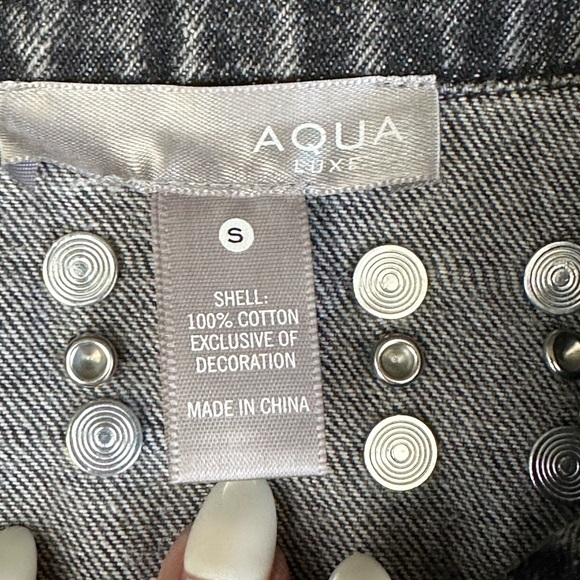 AQUA
LUXE
S
SHELL:
100% COTTON
EXCLUSIVE OF
DECORATION
MADE IN CHINA